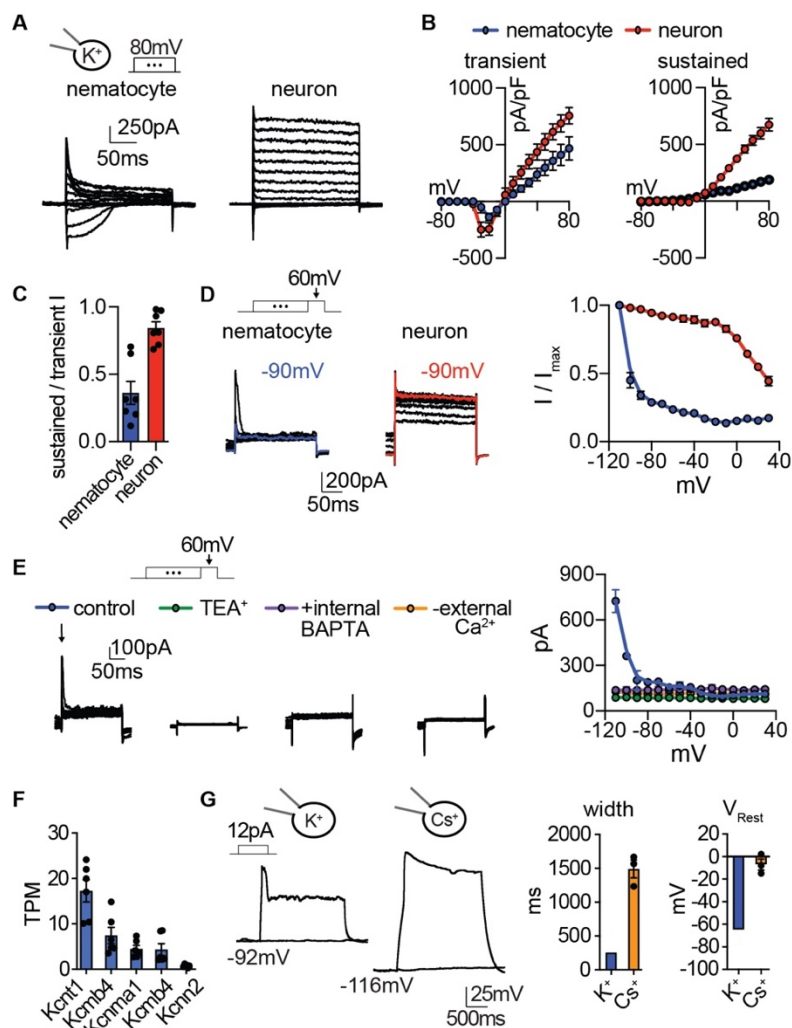 A
K+
80mV
nematocyte
neuron
250pA
50ms
B
nematocyte
neuron
transient
sustained
1000
pA/pF
500
mV
-80
80
-500
1000
pA/pF
500
mV
-80
80
-500
C
sustained / transient I
1.0
0.5
0.0
nematocyte
neuron
D
60mV
nematocyte
neuron
-90mV
-90mV
200pA
50ms
I / Imax
1.0
0.5
0.0
-120
-80
-40
0
mV
E
60mV
control
TEA+
+internal
BAPTA
-external
Ca2+
100pA
50ms
pA
900
600
300
0
-120
-80
-40
0
mV
F
TPM
30
20
10
0
Kcnt1
Kcmb4
Kcnma1
Kcmb4
Kcnn2
G
12pA
K+
Cs+
-92mV
-116mV
25mV
500ms
width
ms
2000
1500
1000
500
0
K+
Cs+
VRest
mV
20
0
-20
-40
-60
-80
-100
K+
Cs+